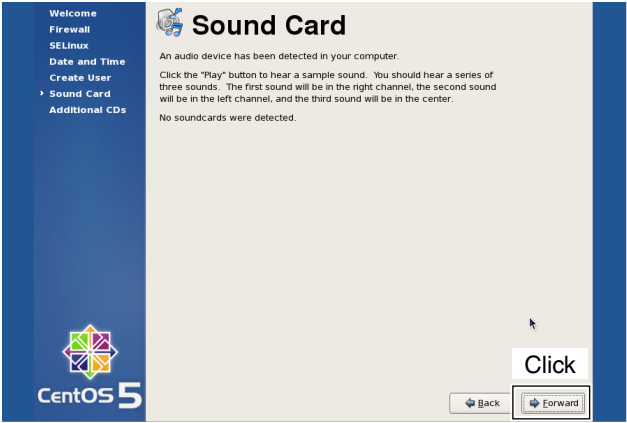 Welcome
Firewall
SELinux
Date and Time
Create User
Sound Card
Additional CDs
CentOS 5
Sound Card
An audio device has been detected in your computer.
Click the "Play" button to hear a sample sound. You should hear a series of
three sounds. The first sound will be in the right channel, the second sound
will be in the left channel, and the third sound will be in the center.
No soundcards were detected.
Click
Back
Forward